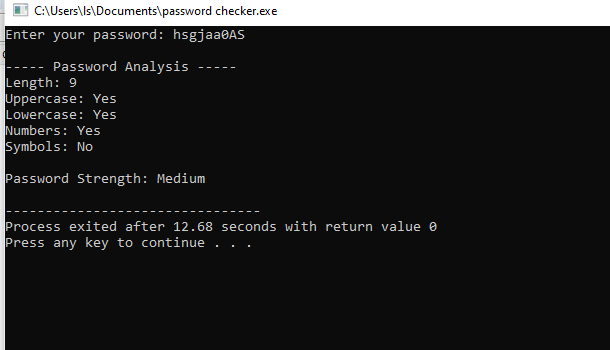 C:\Users\ls\Documents\password checker.exe
Enter your password: hsgjaa0AS
----- Password Analysis -----
Length: 9
Uppercase: Yes
Lowercase: Yes
Numbers: Yes
Symbols: No
Password Strength: Medium
--------------------------------
Process exited after 12.68 seconds with return value 0
Press any key to continue . . .